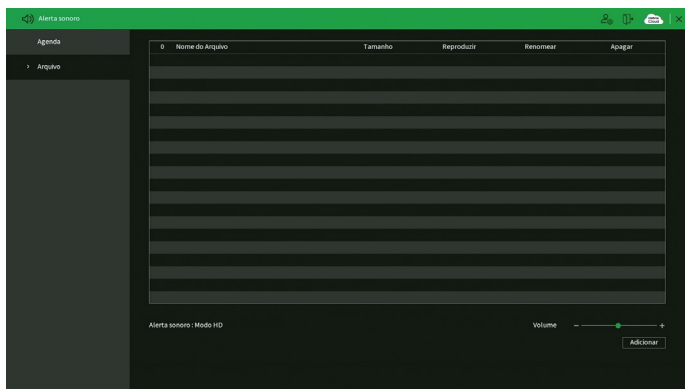 Alerta sonoro
Agenda
Arquivo
0 Nome do Arquivo Tamanho Reproduzir Renomear Apagar
Alerta sonoro : Modo HD Volume - +
Adicionar